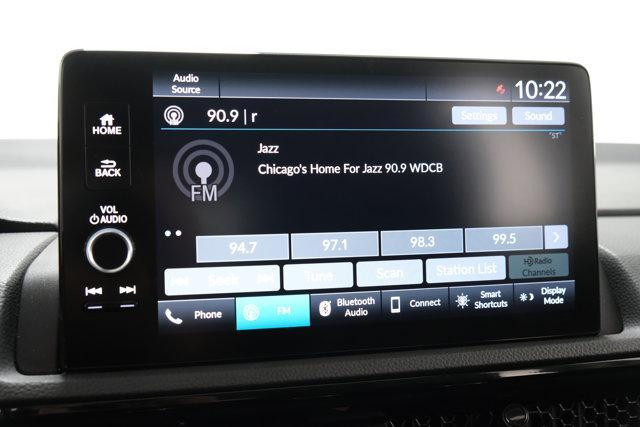 Audio
Source
10:22
HOME
90.9 | r
Settings
Sound
"ST"
BACK
Jazz
Chicago's Home For Jazz 90.9 WDCB
FM
VOL
AUDIO
94.7
97.1
98.3
99.5
Seek
Tune
Scan
Station List
HD Radio
Channels
Phone
FM
Bluetooth
Audio
Connect
Smart
Shortcuts
Display
Mode